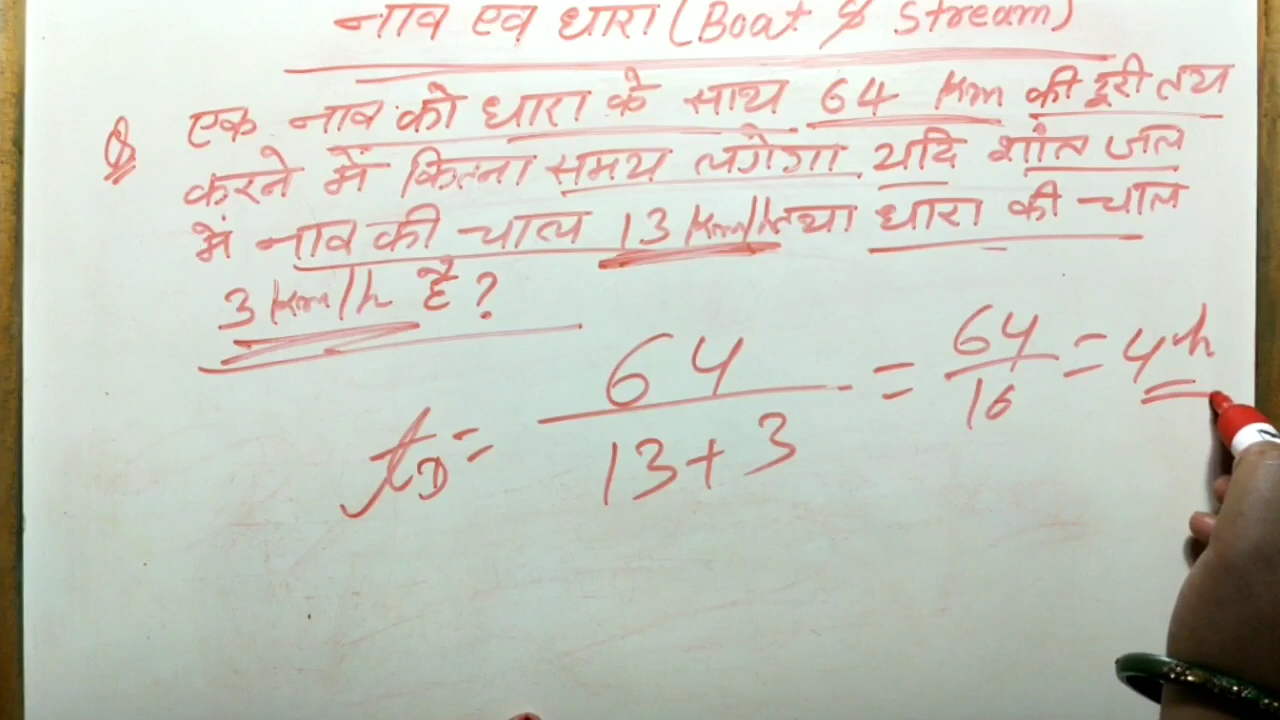 नाव एव धारा (Boat & Stream)
Q एक नाव को धारा के साथ 64 km की दूरी तय
करने में कितना समय लगेगा यदि शांत जल
में नाव की चाल 13 km/h तथा धारा की चाल
3 km/h है?
t_D = 64 / 13+3 = 64 / 16 = 4 h